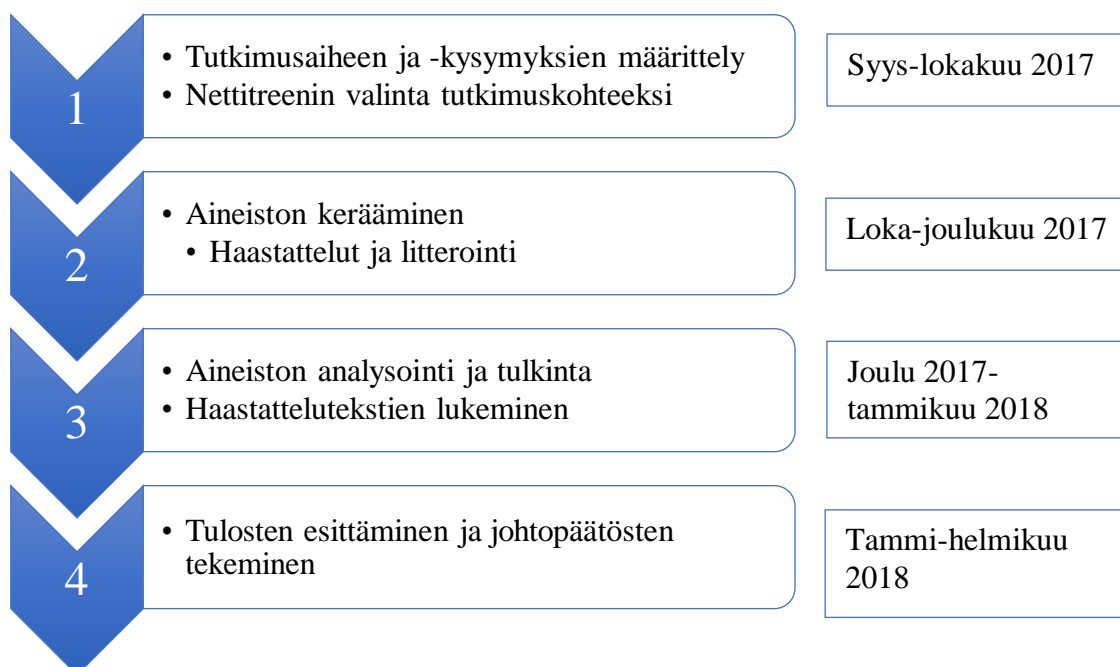 1
• Tutkimusaiheen ja -kysymyksien määrittely
• Nettitreenin valinta tutkimuskohteeksi
Syys-lokakuu 2017
2
• Aineiston kerääminen
• Haastattelut ja litterointi
Loka-joulukuu 2017
3
• Aineiston analysointi ja tulkinta
• Haastattelutekstien lukeminen
Joulu 2017-
tammikuu 2018
4
• Tulosten esittäminen ja johtopäätösten
tekeminen
Tammi-helmikuu
2018